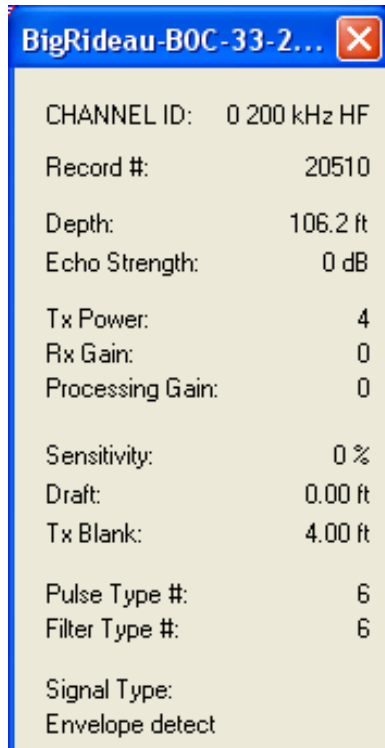 BigRideau-B0C-33-2...
CHANNEL ID: 0 200 kHz HF
Record #: 20510
Depth: 106.2 ft
Echo Strength: 0 dB
Tx Power: 4
Rx Gain: 0
Processing Gain: 0
Sensitivity: 0 %
Draft: 0.00 ft
Tx Blank: 4.00 ft
Pulse Type #: 6
Filter Type #: 6
Signal Type:
Envelope detect